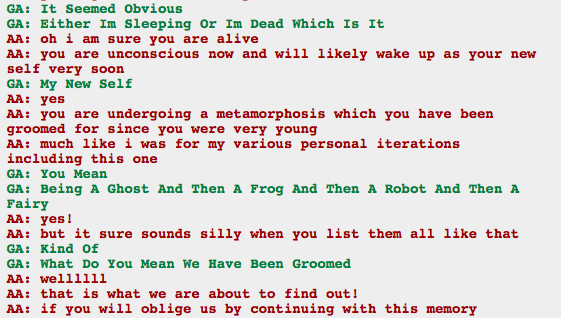 GA: It Seemed Obvious
GA: Either Im Sleeping Or Im Dead Which Is It
AA: oh i am sure you are alive
AA: you are unconscious now and will likely wake up as your new
self very soon
GA: My New Self
AA: yes
AA: you are undergoing a metamorphosis which you have been
groomed for since you were very young
AA: much like i was for my various personal iterations
including this one
GA: You Mean
GA: Being A Ghost And Then A Frog And Then A Robot And Then A
Fairy
AA: yes!
AA: but it sure sounds silly when you list them all like that
GA: Kind Of
GA: What Do You Mean We Have Been Groomed
AA: wellllll
AA: that is what we are about to find out!
AA: if you will oblige us by continuing with this memory